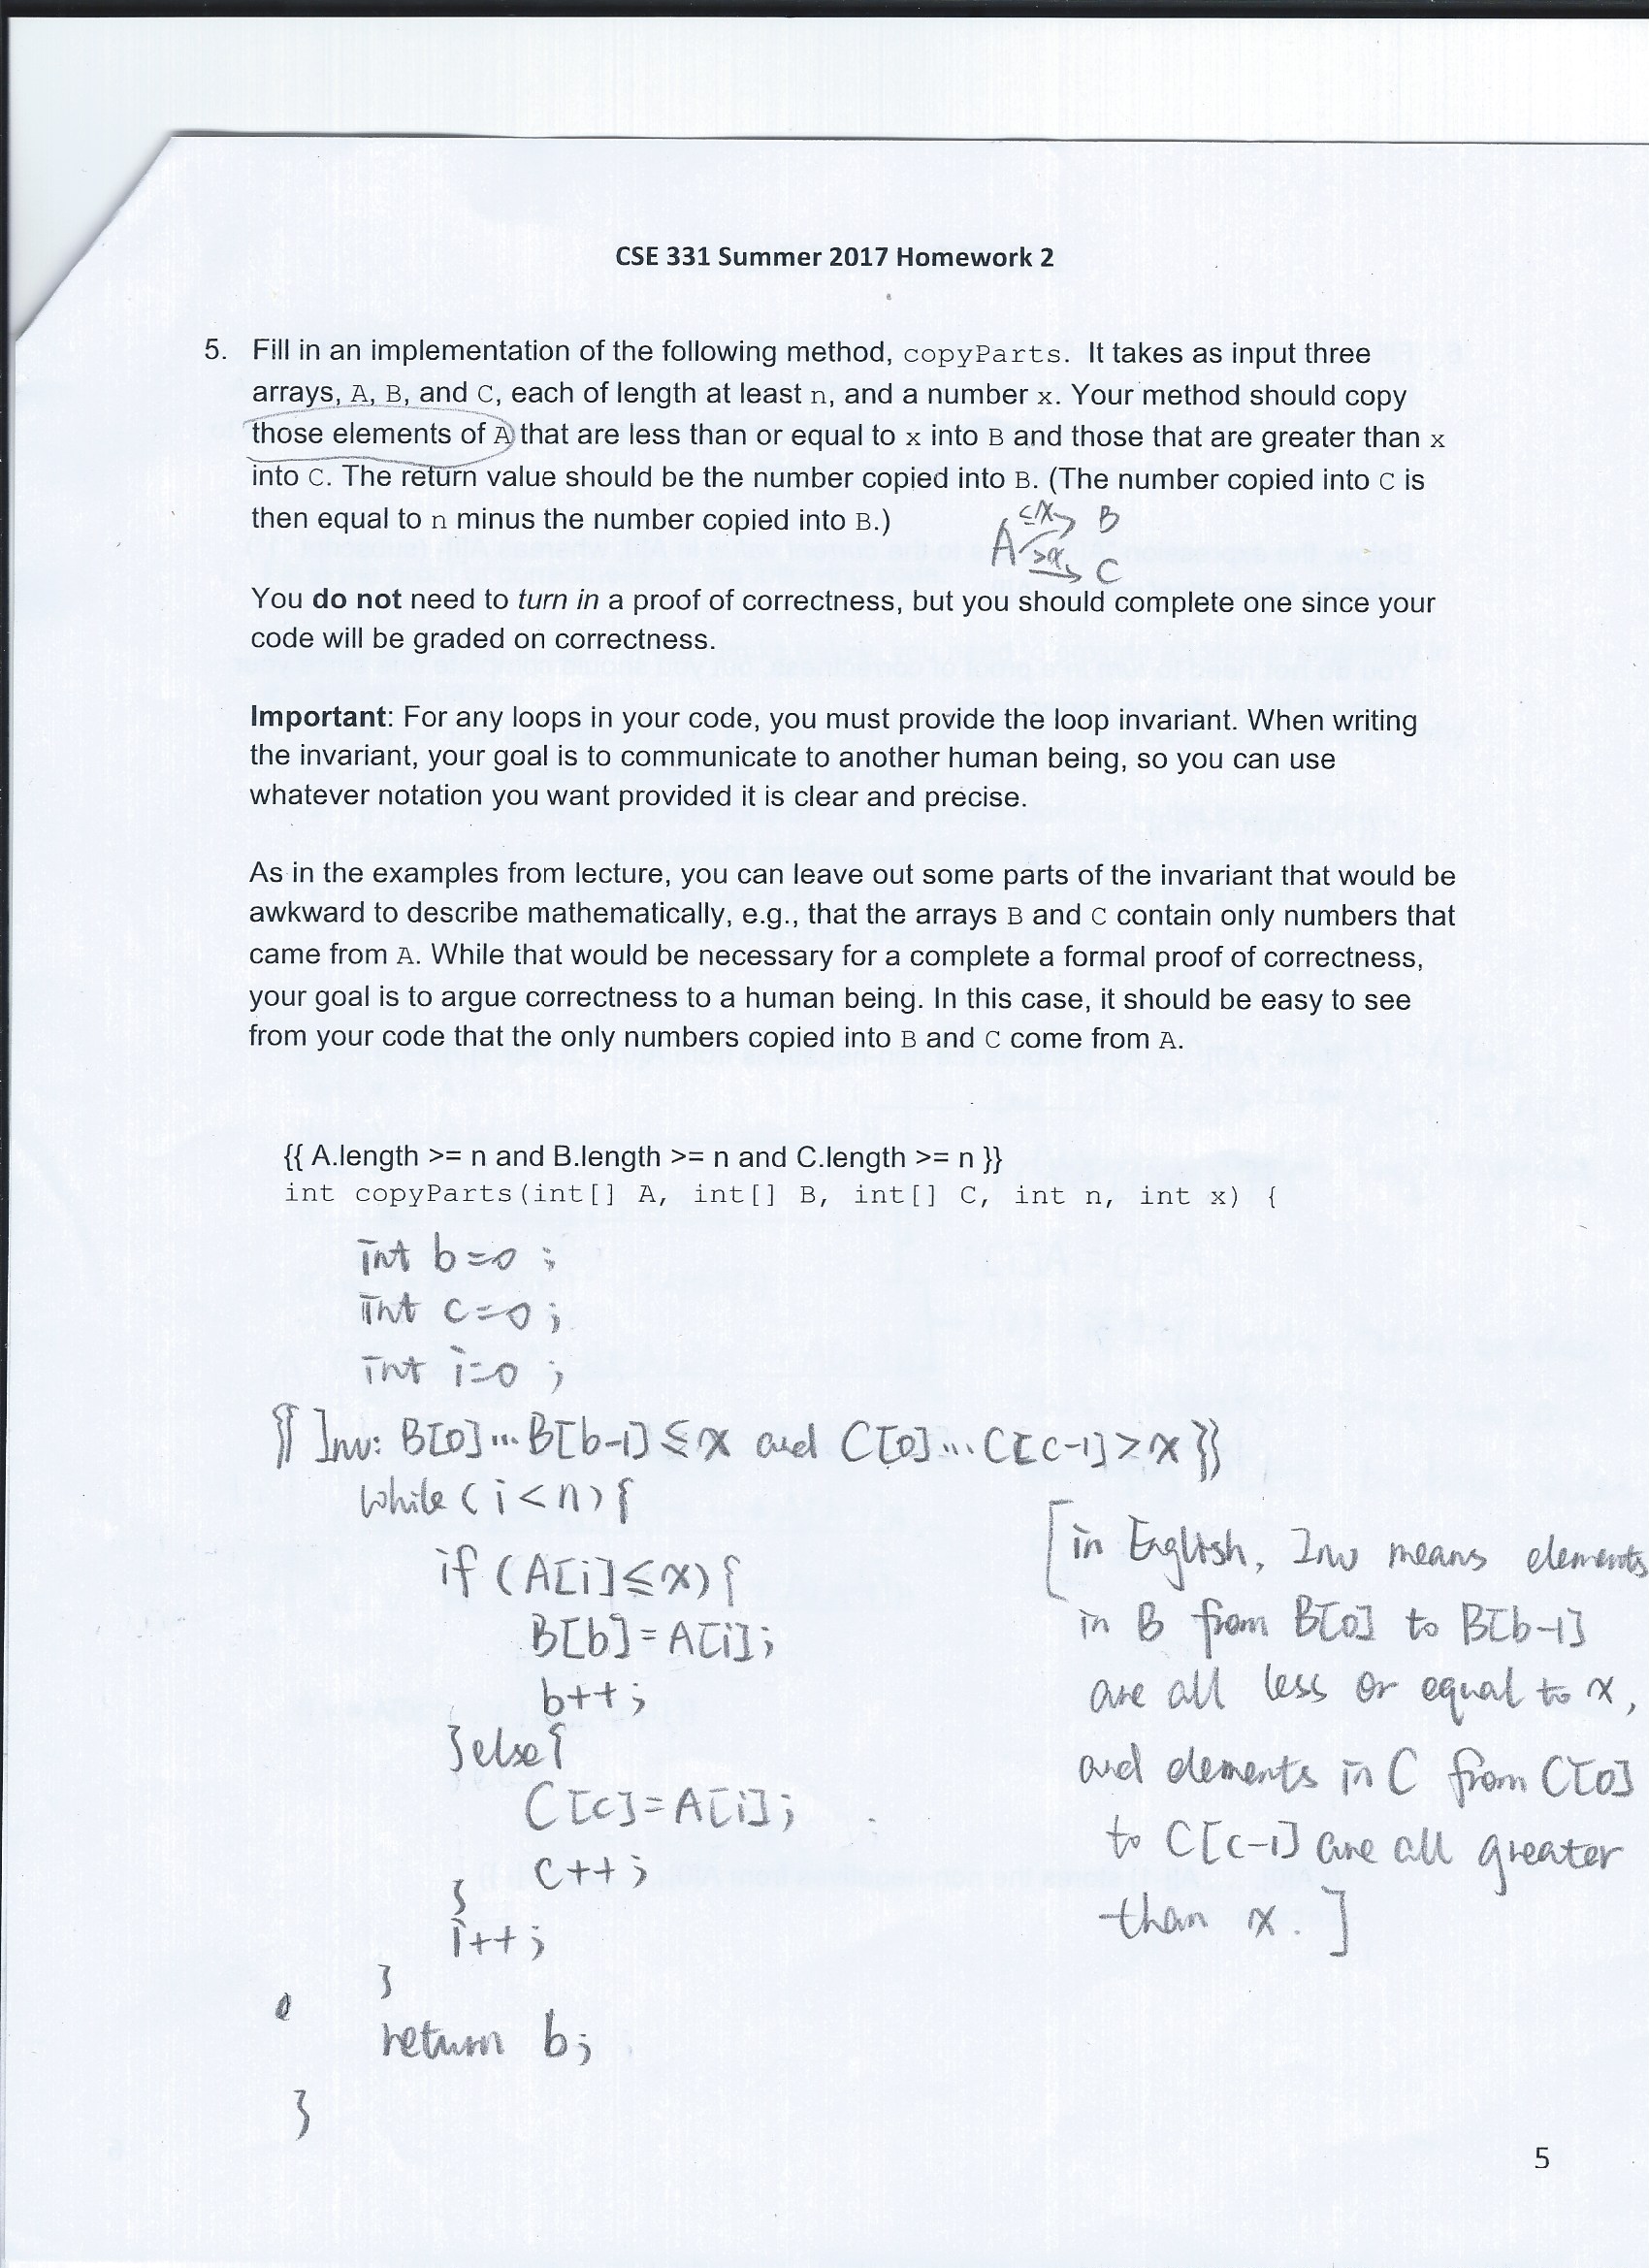 CSE 331 Summer 2017 Homework 2
5. Fill in an implementation of the following method, copyParts. It takes as input three
arrays, A, B, and C, each of length at least n, and a number x. Your method should copy
those elements of A that are less than or equal to x into B and those that are greater than x
into C. The return value should be the number copied into B. (The number copied into C is
then equal to n minus the number copied into B.)
≤x B
A >x C
You do not need to turn in a proof of correctness, but you should complete one since your
code will be graded on correctness.
Important: For any loops in your code, you must provide the loop invariant. When writing
the invariant, your goal is to communicate to another human being, so you can use
whatever notation you want provided it is clear and precise.
As in the examples from lecture, you can leave out some parts of the invariant that would be
awkward to describe mathematically, e.g., that the arrays B and C contain only numbers that
came from A. While that would be necessary for a complete a formal proof of correctness,
your goal is to argue correctness to a human being. In this case, it should be easy to see
from your code that the only numbers copied into B and C come from A.
{{ A.length >= n and B.length >= n and C.length >= n }}
int copyParts(int[] A, int[] B, int[] C, int n, int x) {
int b=0;
int c=0;
int i=0;
{{ Inv: B[0]...B[b-1]≤x and C[0]...C[c-1]>x }}
while (i<n){
if (A[i]≤x){
B[b]=A[i];
b++;
}else{
C[c]=A[i];
c++;
}
i++;
}
return b;
}
[in English, Inv means elements
in B from B[0] to B[b-1]
are all less or equal to x,
and elements in C from C[0]
to C[c-1] are all greater
than x.]
5